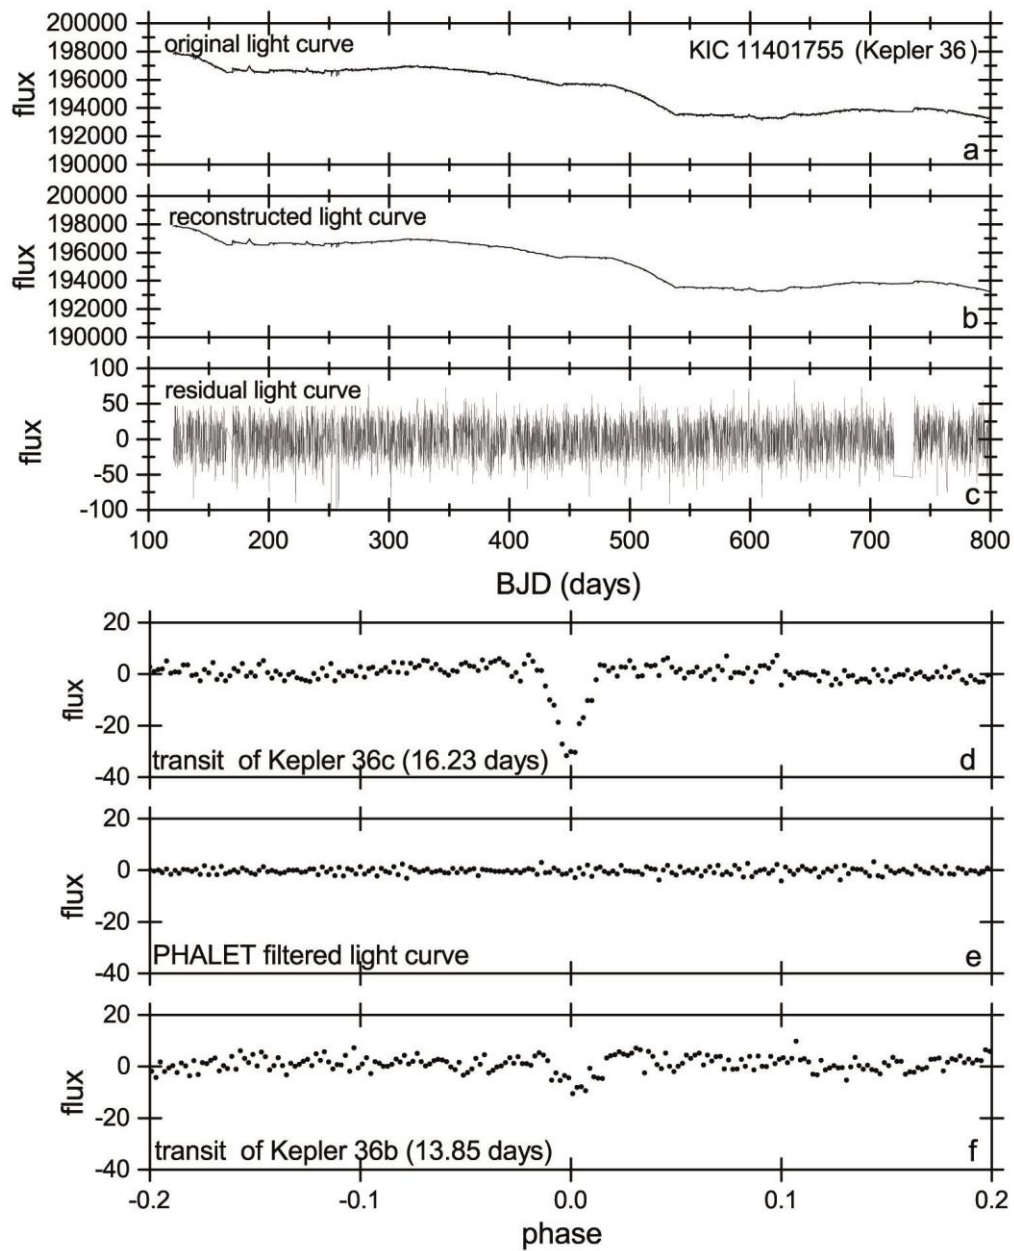 200000
original light curve
KIC 11401755 (Kepler 36)
198000
196000
flux
194000
192000
190000
a
200000
reconstructed light curve
198000
196000
flux
194000
192000
190000
b
100
residual light curve
50
flux
0
-50
-100
c
100 200 300 400 500 600 700 800
BJD (days)
20
0
flux
-20
-40
transit of Kepler 36c (16.23 days)
d
20
0
flux
-20
-40
PHALET filtered light curve
e
20
0
flux
-20
-40
transit of Kepler 36b (13.85 days)
f
-0.2 -0.1 0.0 0.1 0.2
phase